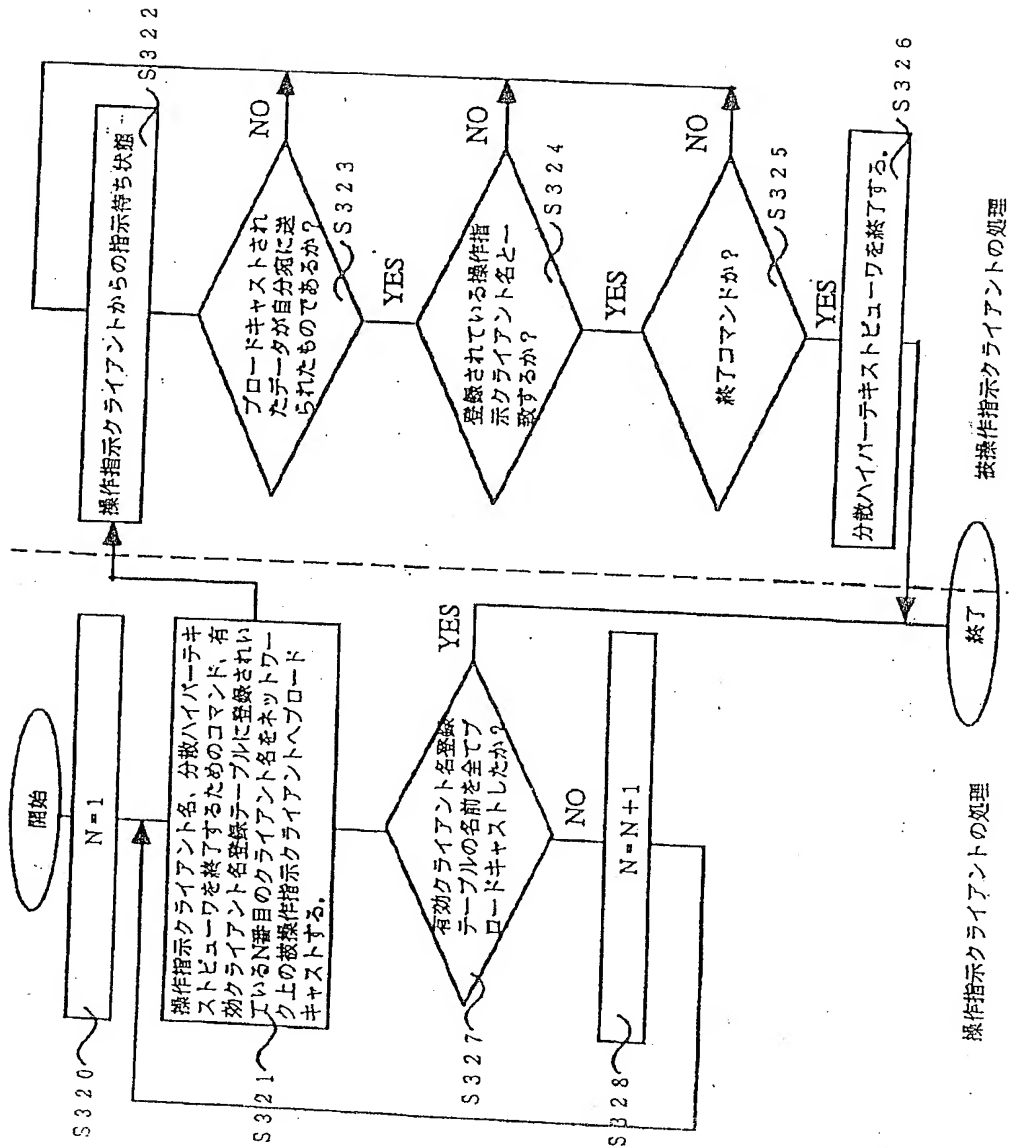 開始
S320
N=1
S321
操作指示クライアント名、分散ハイパーテキ
ストビューワを終了するためのコマンド、有
効クライアント名登録テーブルに登録されい
ているN番目のクライアント名をネットワー
ク上の被操作指示クライアントへブロード
キャストする。
S327
有効クライアント名登録
テーブルの名前を全てブ
ロードキャストしたか?
YES
NO
S328
N=N+1
操作指示クライアントの処理
操作指示クライアントからの指示待ち状態
S322
ブロードキャストされ
たデータが自分宛に送
られたものであるか?
NO
S323
YES
登録されている操作指
示クライアント名と一
致するか?
NO
S324
YES
終了コマンドか?
NO
S325
YES
分散ハイパーテキストビューワを終了する。
S326
終了
被操作指示クライアントの処理